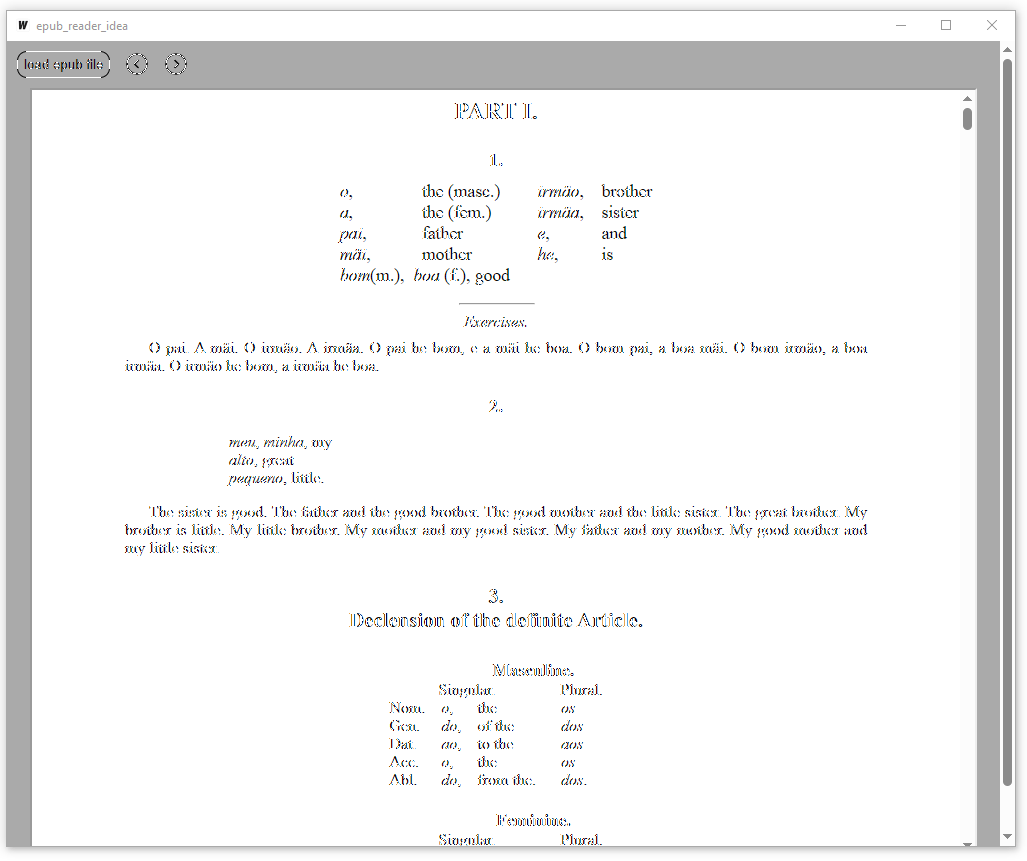 W epub_reader_idea
load epub file < >
PART I.
1.
o, the (masc.) irmão, brother
a, the (fem.) irmãa, sister
pai, father e, and
mãi, mother he, is
bom(m.), boa (f.), good
Exercises.
O pai. A mãi. O irmão. A irmãa. O pai he bom, e a mãi he boa. O bom pai, a boa mãi. O bom irmão, a boa
irmãa. O irmão he bom, a irmãa he boa.
2.
meu, minha, my
alto, great
pequeno, little.
The sister is good. The father and the good brother. The good mother and the little sister. The great brother. My
brother is little. My little brother. My mother and my good sister. My father and my mother. My good mother and
my little sister.
3.
Declension of the definite Article.
Masculine.
Singular. Plural.
Nom. o, the os
Gen. do, of the dos
Dat. ao, to the aos
Acc. o, the os
Abl. do, from the. dos.
Feminine.
Singular. Plural.